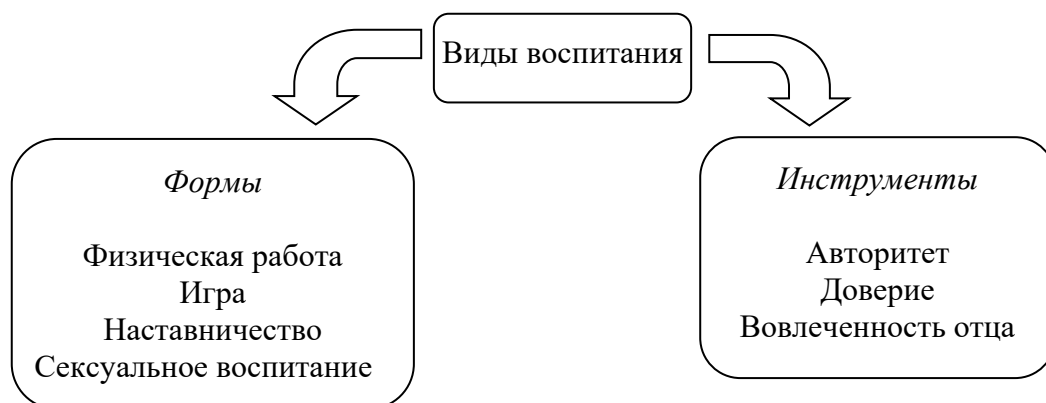 Виды воспитания
Формы
Физическая работа
Игра
Наставничество
Сексуальное воспитание
Инструменты
Авторитет
Доверие
Вовлеченность отца